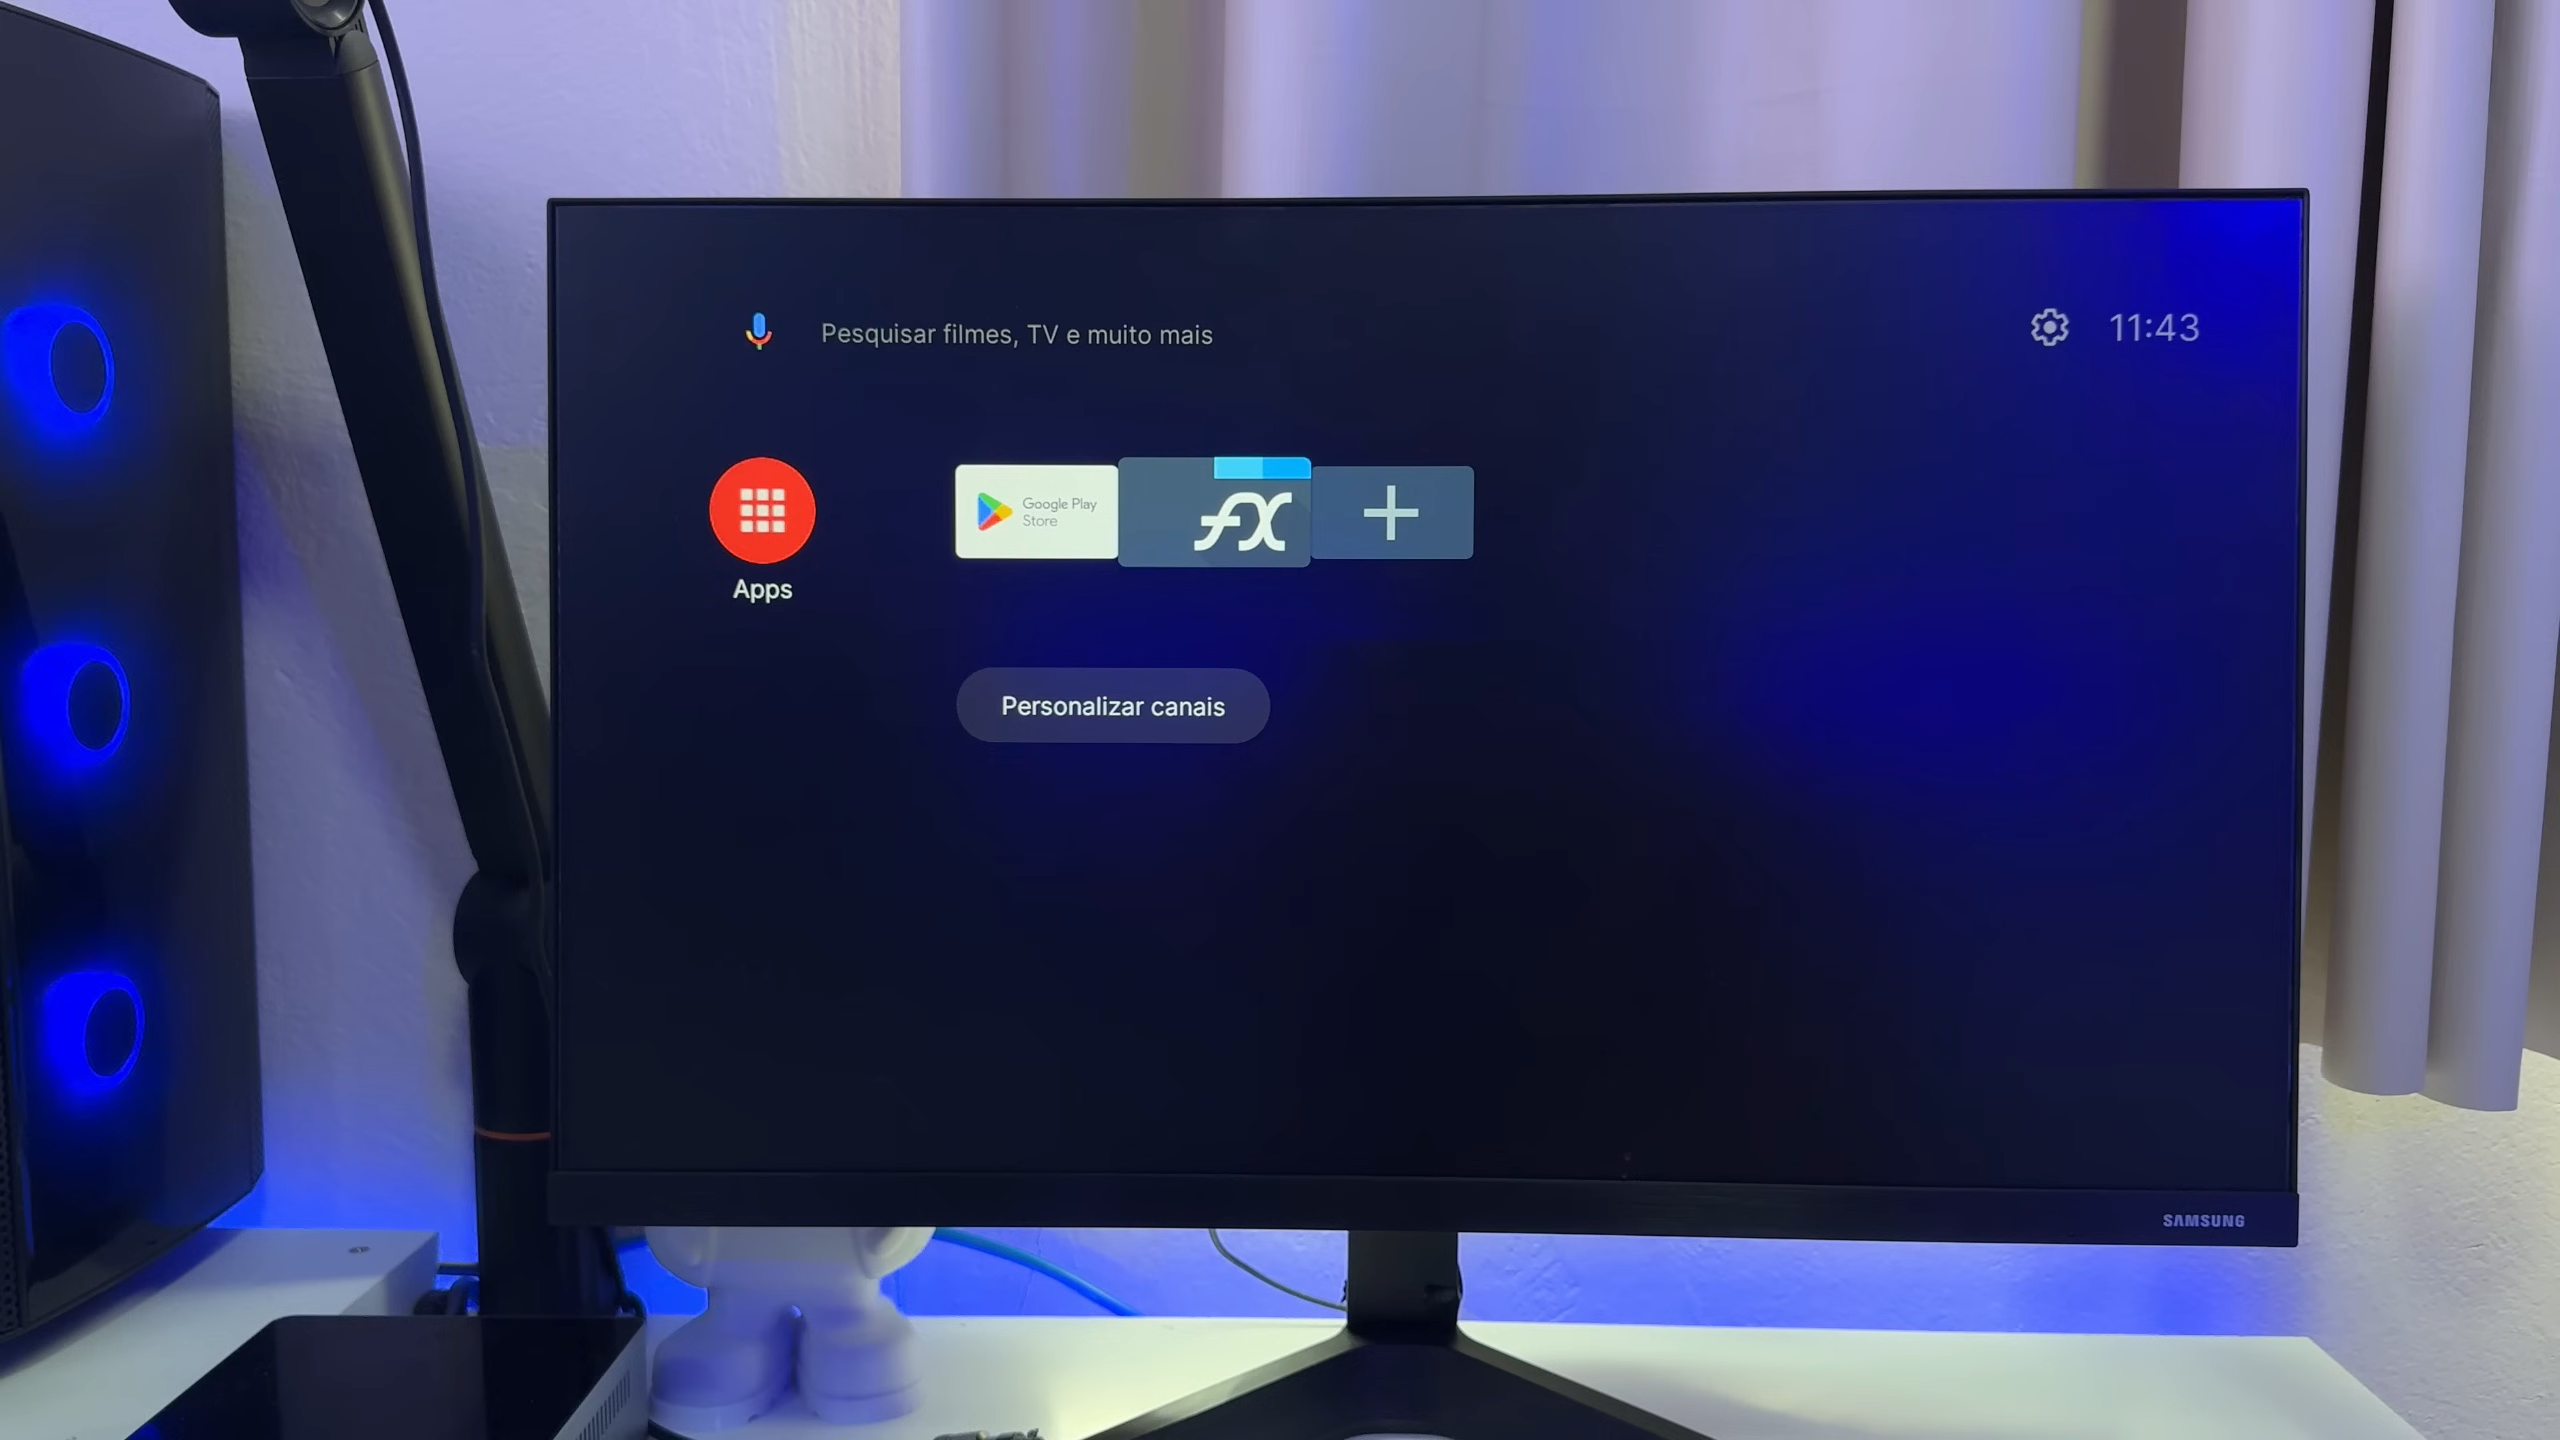 Pesquisar filmes, TV e muito mais
11:43
Google Play
Store
fX
Apps
Personalizar canais
SAMSUNG